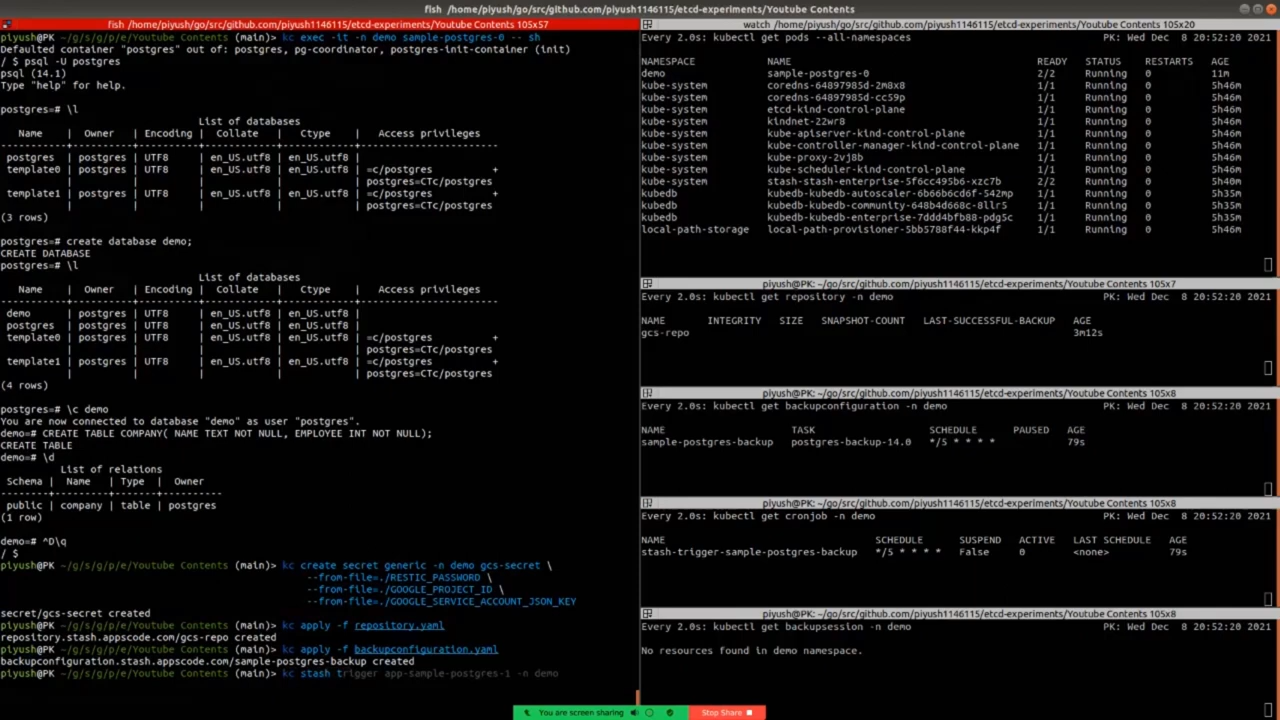 fish /home/piyush/go/src/github.com/piyush1146115/etcd-experiments/Youtube Contents
fish /home/piyush/go/src/github.com/piyush1146115/etcd-experiments/Youtube Contents 105x57
piyush@PK ~/g/s/g/p/e/Youtube Contents (main)> kc exec -it -n demo sample-postgres-0 -- sh
Defaulted container "postgres" out of: postgres, pg-coordinator, postgres-init-container (init)
/ $ psql -U postgres
psql (14.1)
Type "help" for help.
postgres=# \l
List of databases
Name | Owner | Encoding | Collate | Ctype | Access privileges
-----------+----------+----------+------------+------------+-----------------------
postgres | postgres | UTF8 | en_US.utf8 | en_US.utf8 |
template0 | postgres | UTF8 | en_US.utf8 | en_US.utf8 | =c/postgres +
| | | | | postgres=CTc/postgres
template1 | postgres | UTF8 | en_US.utf8 | en_US.utf8 | =c/postgres +
| | | | | postgres=CTc/postgres
(3 rows)
postgres=# create database demo;
CREATE DATABASE
postgres=# \l
List of databases
Name | Owner | Encoding | Collate | Ctype | Access privileges
-----------+----------+----------+------------+------------+-----------------------
demo | postgres | UTF8 | en_US.utf8 | en_US.utf8 |
postgres | postgres | UTF8 | en_US.utf8 | en_US.utf8 |
template0 | postgres | UTF8 | en_US.utf8 | en_US.utf8 | =c/postgres +
| | | | | postgres=CTc/postgres
template1 | postgres | UTF8 | en_US.utf8 | en_US.utf8 | =c/postgres +
| | | | | postgres=CTc/postgres
(4 rows)
postgres=# \c demo
You are now connected to database "demo" as user "postgres".
demo=# CREATE TABLE COMPANY( NAME TEXT NOT NULL, EMPLOYEE INT NOT NULL);
CREATE TABLE
demo=# \d
List of relations
Schema | Name | Type | Owner
--------+---------+-------+----------
public | company | table | postgres
(1 row)
demo=# ^D\q
/ $
piyush@PK ~/g/s/g/p/e/Youtube Contents (main)> kc create secret generic -n demo gcs-secret \
--from-file=./RESTIC_PASSWORD \
--from-file=./GOOGLE_PROJECT_ID \
--from-file=./GOOGLE_SERVICE_ACCOUNT_JSON_KEY
secret/gcs-secret created
piyush@PK ~/g/s/g/p/e/Youtube Contents (main)> kc apply -f repository.yaml
repository.stash.appscode.com/gcs-repo created
piyush@PK ~/g/s/g/p/e/Youtube Contents (main)> kc apply -f backupconfiguration.yaml
backupconfiguration.stash.appscode.com/sample-postgres-backup created
piyush@PK ~/g/s/g/p/e/Youtube Contents (main)> kc stash trigger app-sample-postgres-1 -n demo
watch /home/piyush/go/src/github.com/piyush1146115/etcd-experiments/Youtube Contents 105x20
Every 2.0s: kubectl get pods --all-namespaces PK: Wed Dec 8 20:52:20 2021
NAMESPACE NAME READY STATUS RESTARTS AGE
demo sample-postgres-0 2/2 Running 0 11m
kube-system coredns-64897985d-2m8x8 1/1 Running 0 5h46m
kube-system coredns-64897985d-cc59p 1/1 Running 0 5h46m
kube-system etcd-kind-control-plane 1/1 Running 0 5h46m
kube-system kindnet-22wr8 1/1 Running 0 5h46m
kube-system kube-apiserver-kind-control-plane 1/1 Running 0 5h46m
kube-system kube-controller-manager-kind-control-plane 1/1 Running 0 5h46m
kube-system kube-proxy-2vj8b 1/1 Running 0 5h46m
kube-system kube-scheduler-kind-control-plane 1/1 Running 0 5h46m
kube-system stash-stash-enterprise-5f6cc495b6-xzc7b 2/2 Running 0 5h40m
kubedb kubedb-kubedb-autoscaler-6b66b6cd6f-542mp 1/1 Running 0 5h35m
kubedb kubedb-kubedb-community-648b4d668c-8llr5 1/1 Running 0 5h35m
kubedb kubedb-kubedb-enterprise-7ddd4bfb88-pdg5c 1/1 Running 0 5h35m
local-path-storage local-path-provisioner-5bb5788f44-kkp4f 1/1 Running 0 5h46m
piyush@PK: ~/go/src/github.com/piyush1146115/etcd-experiments/Youtube Contents 105x7
Every 2.0s: kubectl get repository -n demo PK: Wed Dec 8 20:52:20 2021
NAME INTEGRITY SIZE SNAPSHOT-COUNT LAST-SUCCESSFUL-BACKUP AGE
gcs-repo 3m12s
piyush@PK: ~/go/src/github.com/piyush1146115/etcd-experiments/Youtube Contents 105x8
Every 2.0s: kubectl get backupconfiguration -n demo PK: Wed Dec 8 20:52:20 2021
NAME TASK SCHEDULE PAUSED AGE
sample-postgres-backup postgres-backup-14.0 */5 * * * * 79s
piyush@PK: ~/go/src/github.com/piyush1146115/etcd-experiments/Youtube Contents 105x8
Every 2.0s: kubectl get cronjob -n demo PK: Wed Dec 8 20:52:20 2021
NAME SCHEDULE SUSPEND ACTIVE LAST SCHEDULE AGE
stash-trigger-sample-postgres-backup */5 * * * * False 0 <none> 79s
piyush@PK: ~/go/src/github.com/piyush1146115/etcd-experiments/Youtube Contents 105x8
Every 2.0s: kubectl get backupsession -n demo PK: Wed Dec 8 20:52:20 2021
No resources found in demo namespace.
You are screen sharing Stop Share